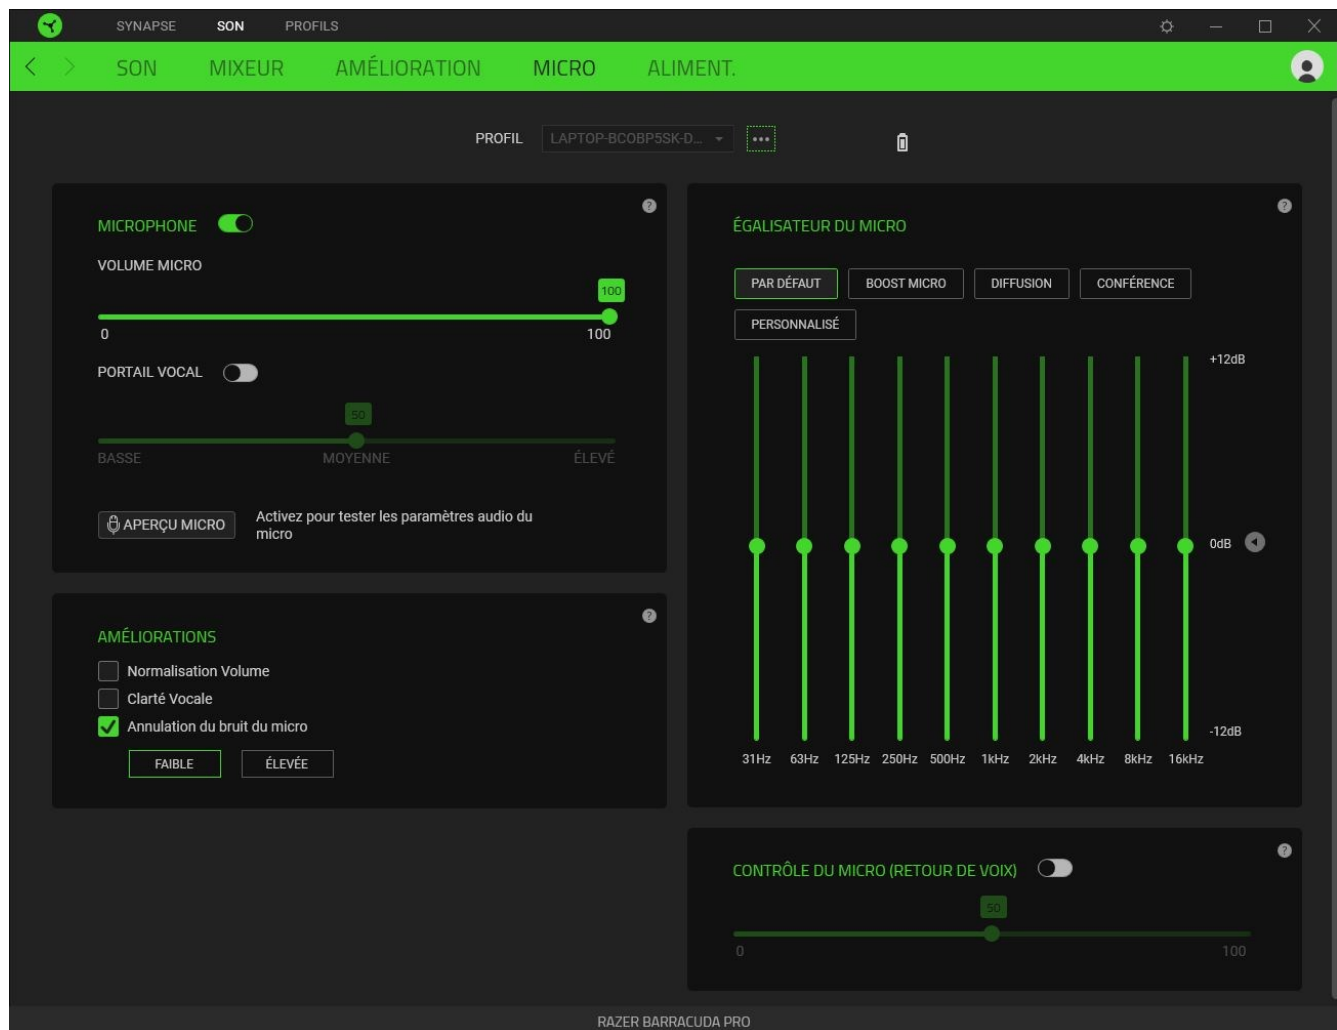 SYNAPSE SON PROFILS
SON MIXEUR AMÉLIORATION MICRO ALIMENT.
PROFIL LAPTOP-BCOBP5SK-D...
MICROPHONE
VOLUME MICRO
100
0 100
PORTAIL VOCAL
50
BASSE MOYENNE ÉLEVÉ
APERÇU MICRO
Activez pour tester les paramètres audio du
micro
AMÉLIORATIONS
Normalisation Volume
Clarté Vocale
Annulation du bruit du micro
FAIBLE ÉLEVÉE
ÉGALISATEUR DU MICRO
PAR DÉFAUT BOOST MICRO DIFFUSION CONFÉRENCE
PERSONNALISÉ
+12dB
0dB
-12dB
31Hz 63Hz 125Hz 250Hz 500Hz 1kHz 2kHz 4kHz 8kHz 16kHz
CONTRÔLE DU MICRO (RETOUR DE VOIX)
50
0 100
RAZER BARRACUDA PRO